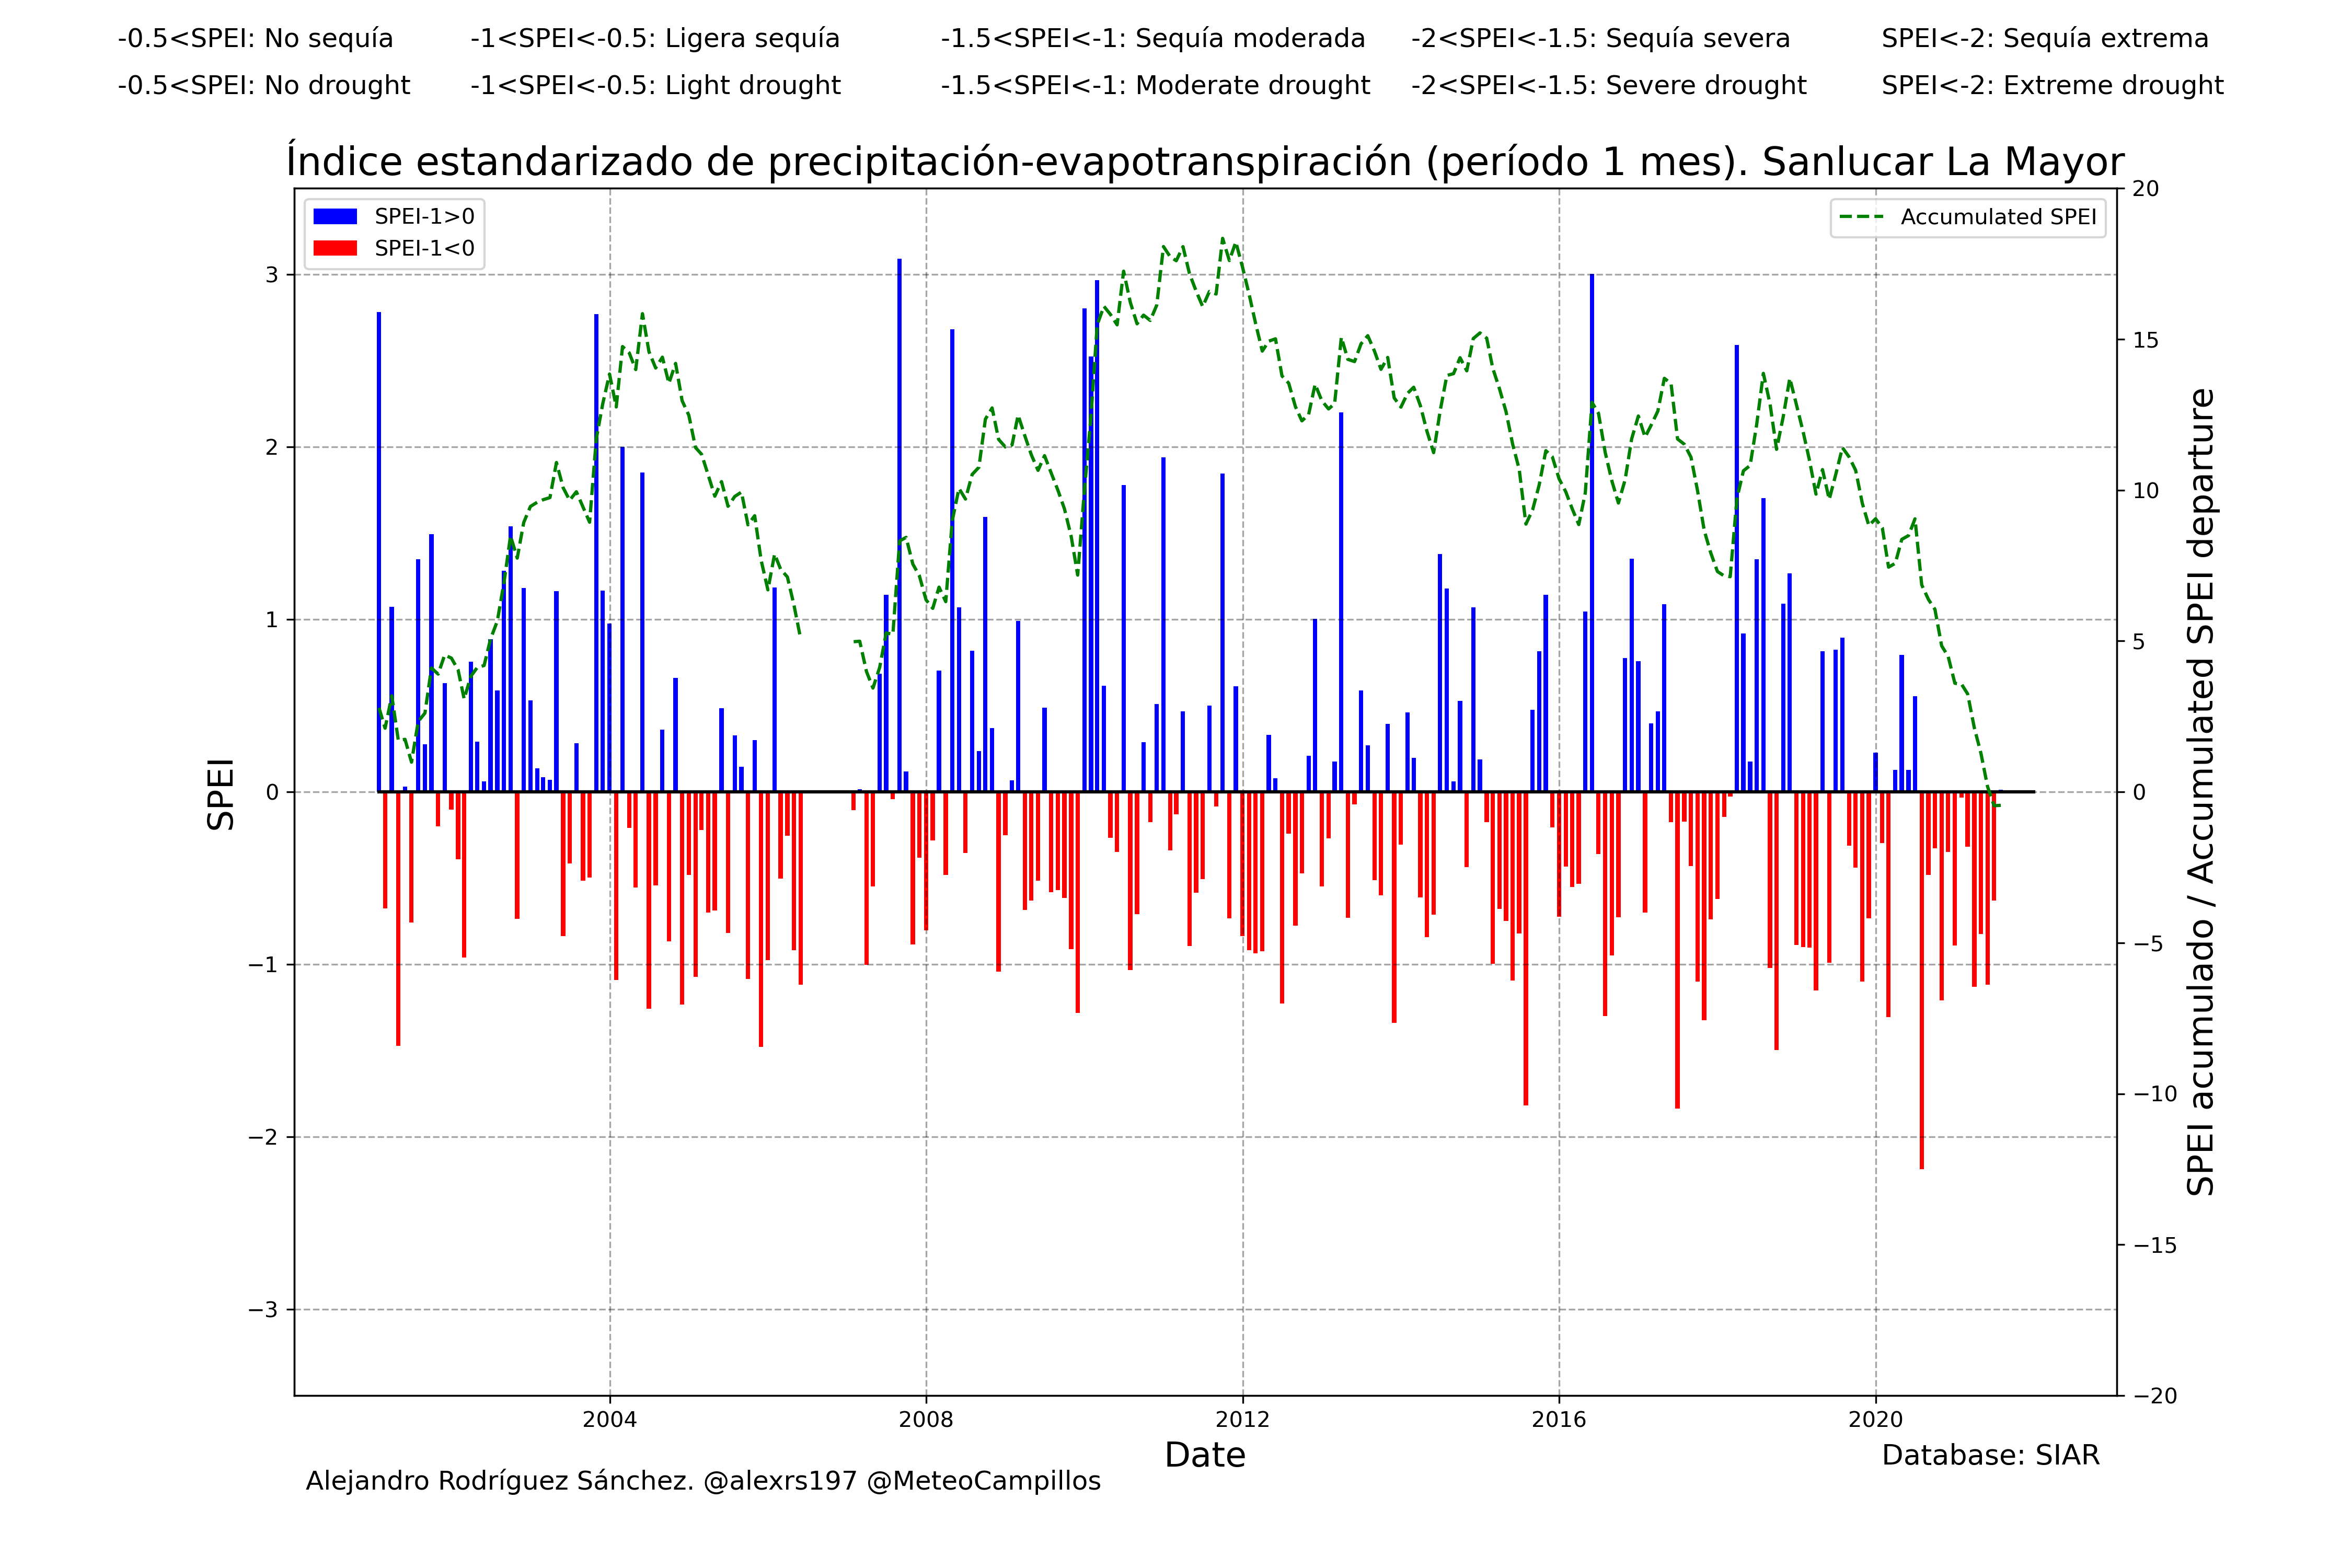 -0.5<SPEI: No sequía -1<SPEI<-0.5: Ligera sequía -1.5<SPEI<-1: Sequía moderada -2<SPEI<-1.5: Sequía severa SPEI<-2: Sequía extrema
-0.5<SPEI: No drought -1<SPEI<-0.5: Light drought -1.5<SPEI<-1: Moderate drought -2<SPEI<-1.5: Severe drought SPEI<-2: Extreme drought
Índice estandarizado de precipitación-evapotranspiración (período 1 mes). Sanlucar La Mayor
SPEI-1>0
SPEI-1<0
Accumulated SPEI
SPEI
3
2
1
0
−1
−2
−3
20
15
10
5
0
−5
−10
−15
−20
SPEI acumulado / Accumulated SPEI departure
2004 2008 2012 2016 2020
Date
Database: SIAR
Alejandro Rodríguez Sánchez. @alexrs197 @MeteoCampillos